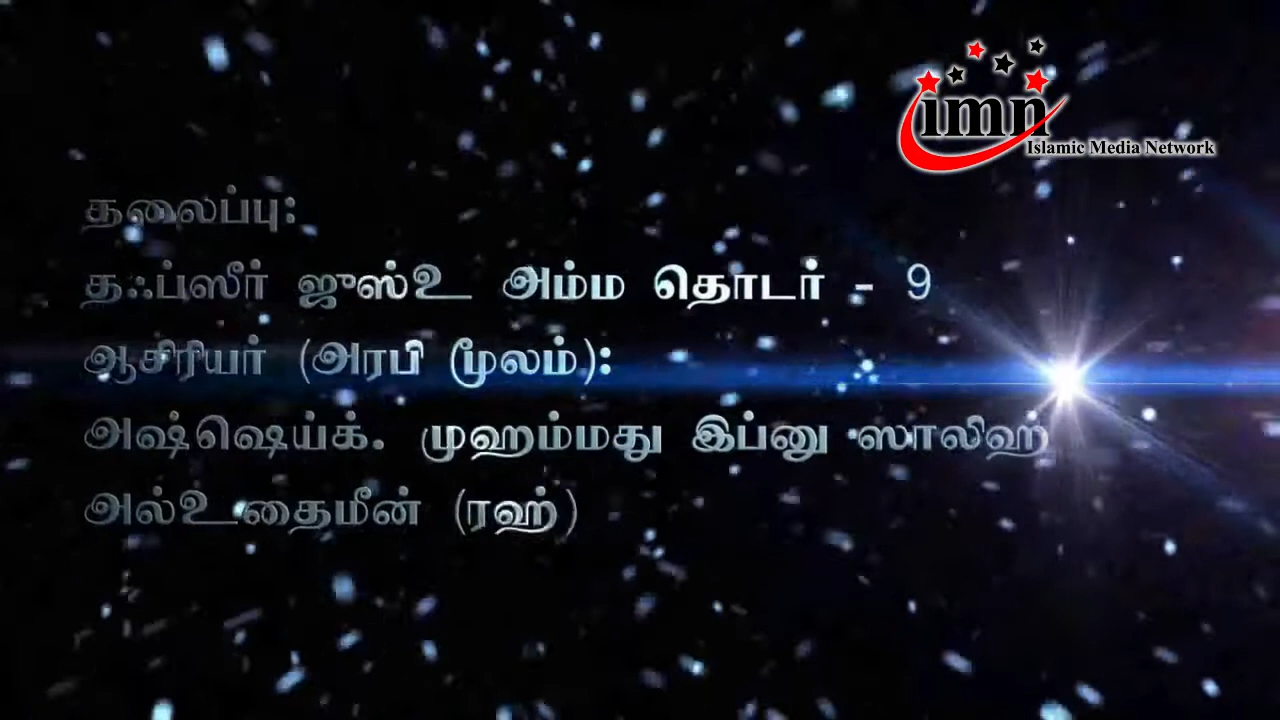 imn
Islamic Media Network
தலைப்பு:
தஃப்ஸீர் ஜுஸ்உ அம்ம தொடர் - 9
ஆசிரியர் (அரபி மூலம்):
அஷ்ஷெய்க். முஹம்மது இப்னு ஸாலிஹ்
அல்உதைமீன் (ரஹ்)